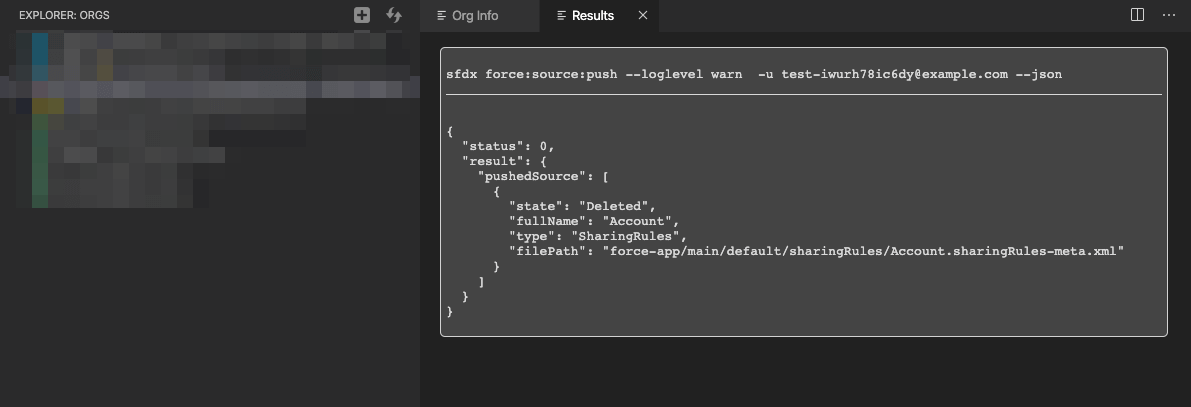 EXPLORER: ORGS
Org Info
Results
sfdx force:source:push --loglevel warn  -u test-iwurh78ic6dy@example.com --json
{
  "status": 0,
  "result": {
    "pushedSource": [
      {
        "state": "Deleted",
        "fullName": "Account",
        "type": "SharingRules",
        "filePath": "force-app/main/default/sharingRules/Account.sharingRules-meta.xml"
      }
    ]
  }
}